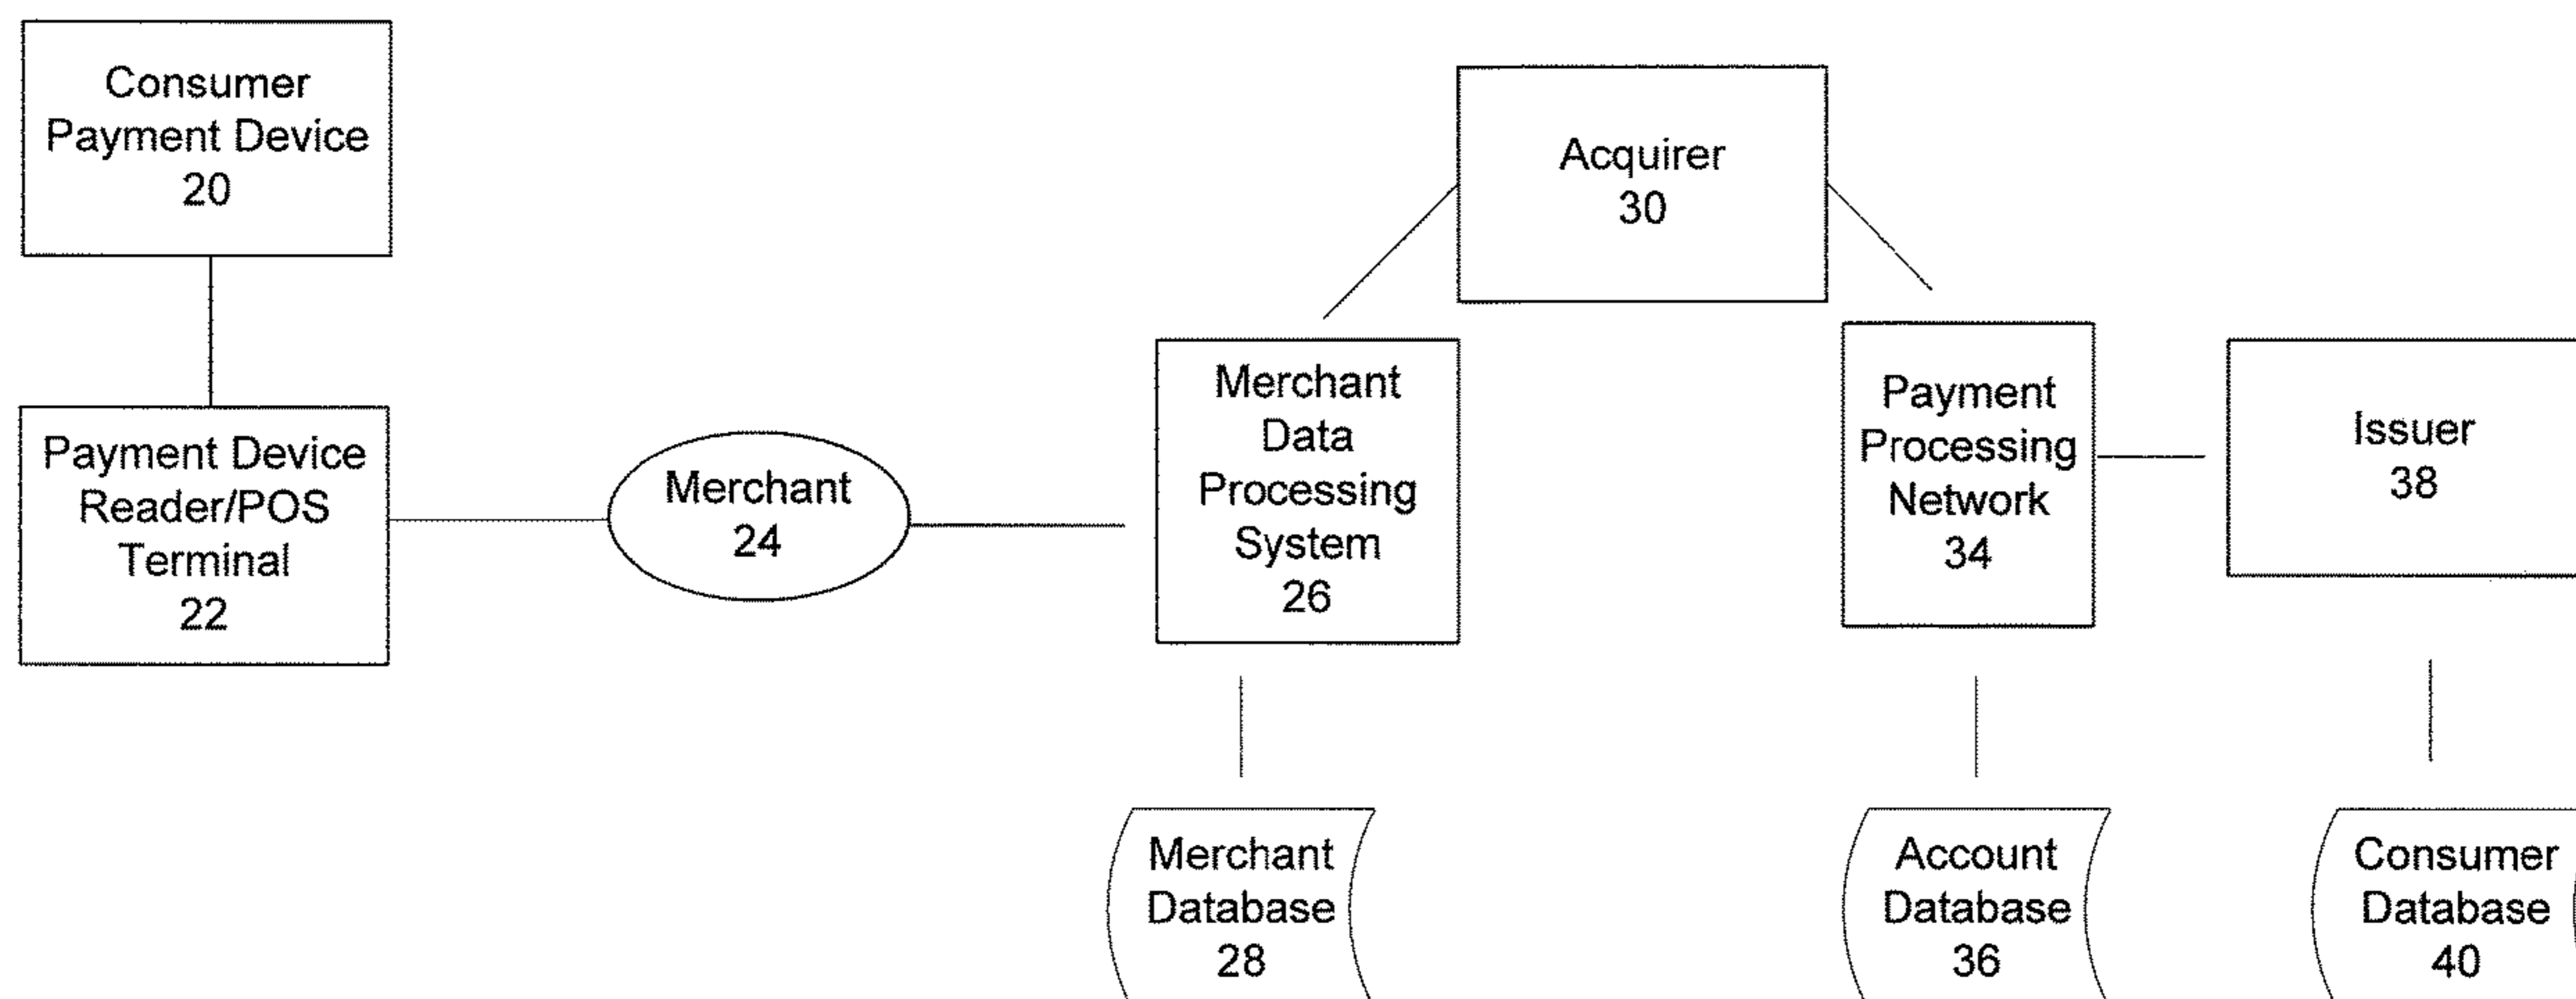 Consumer
Payment Device
20
Acquirer
30
Payment Device
Reader/POS
Terminal
22
Merchant
24
Merchant
Data
Processing
System
26
Payment
Processing
Network
34
Issuer
38
Merchant
Database
28
Account
Database
36
Consumer
Database
40